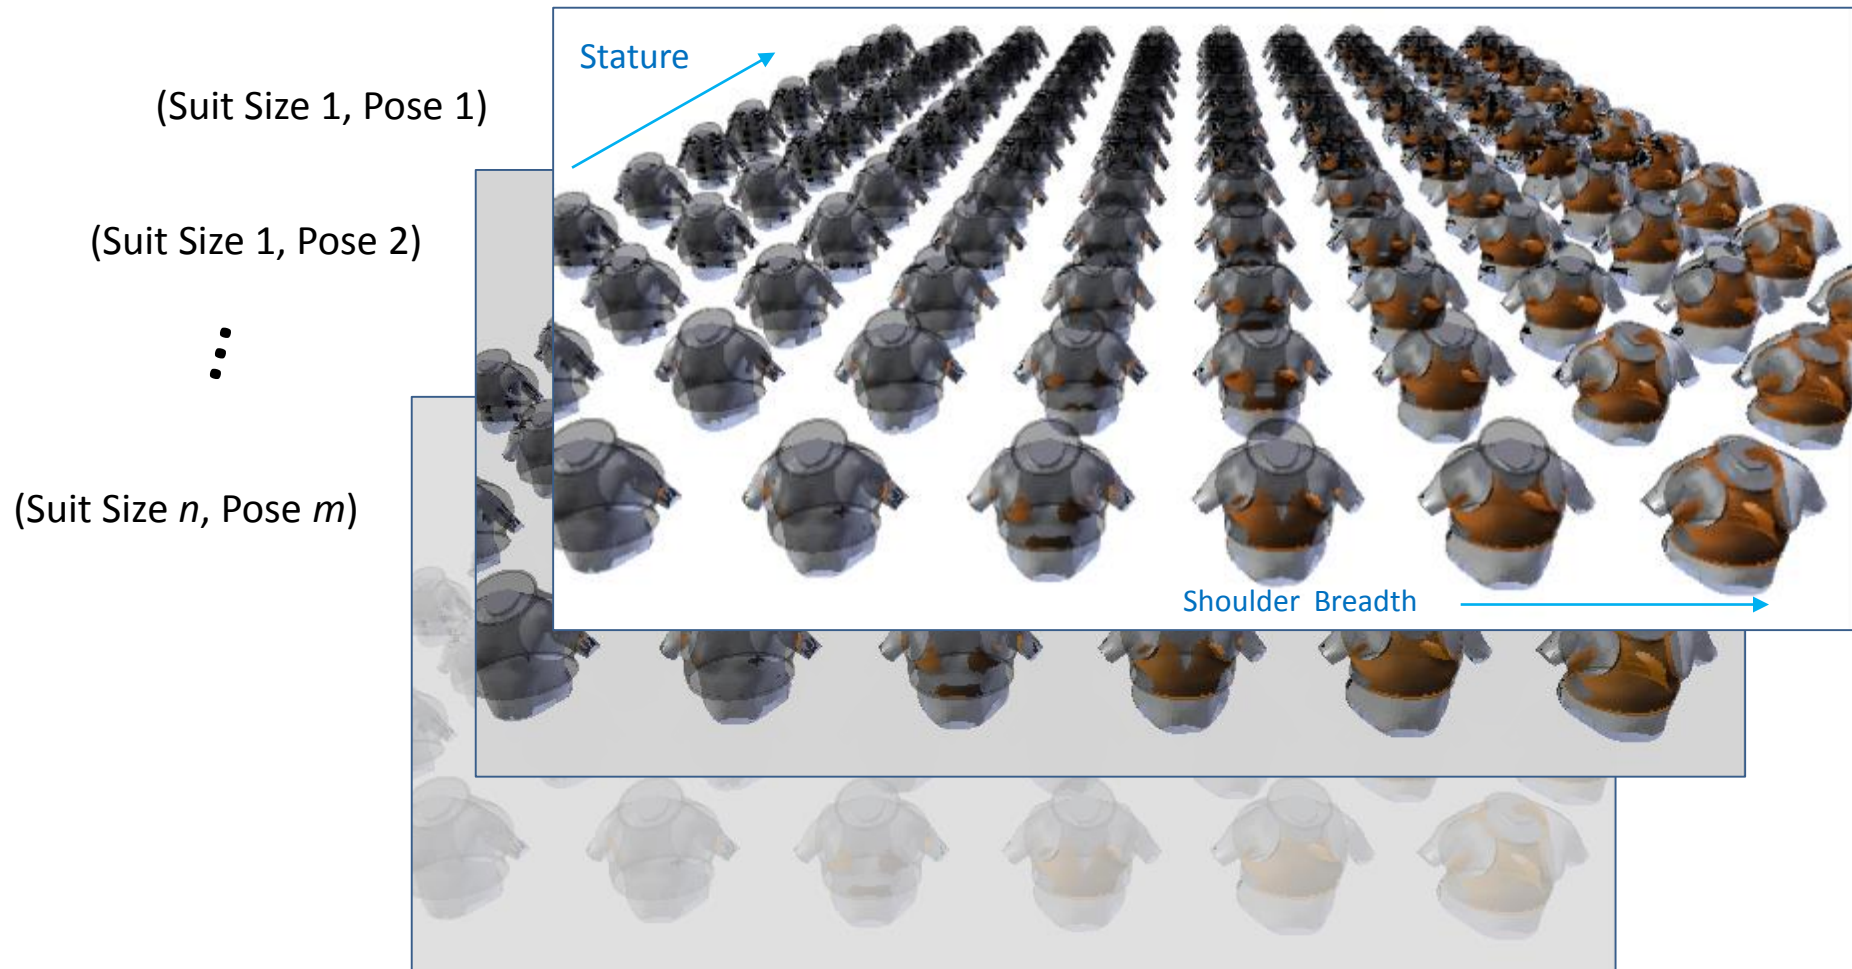 Stature
(Suit Size 1, Pose 1)
(Suit Size 1, Pose 2)
(Suit Size n, Pose m)
Shoulder Breadth